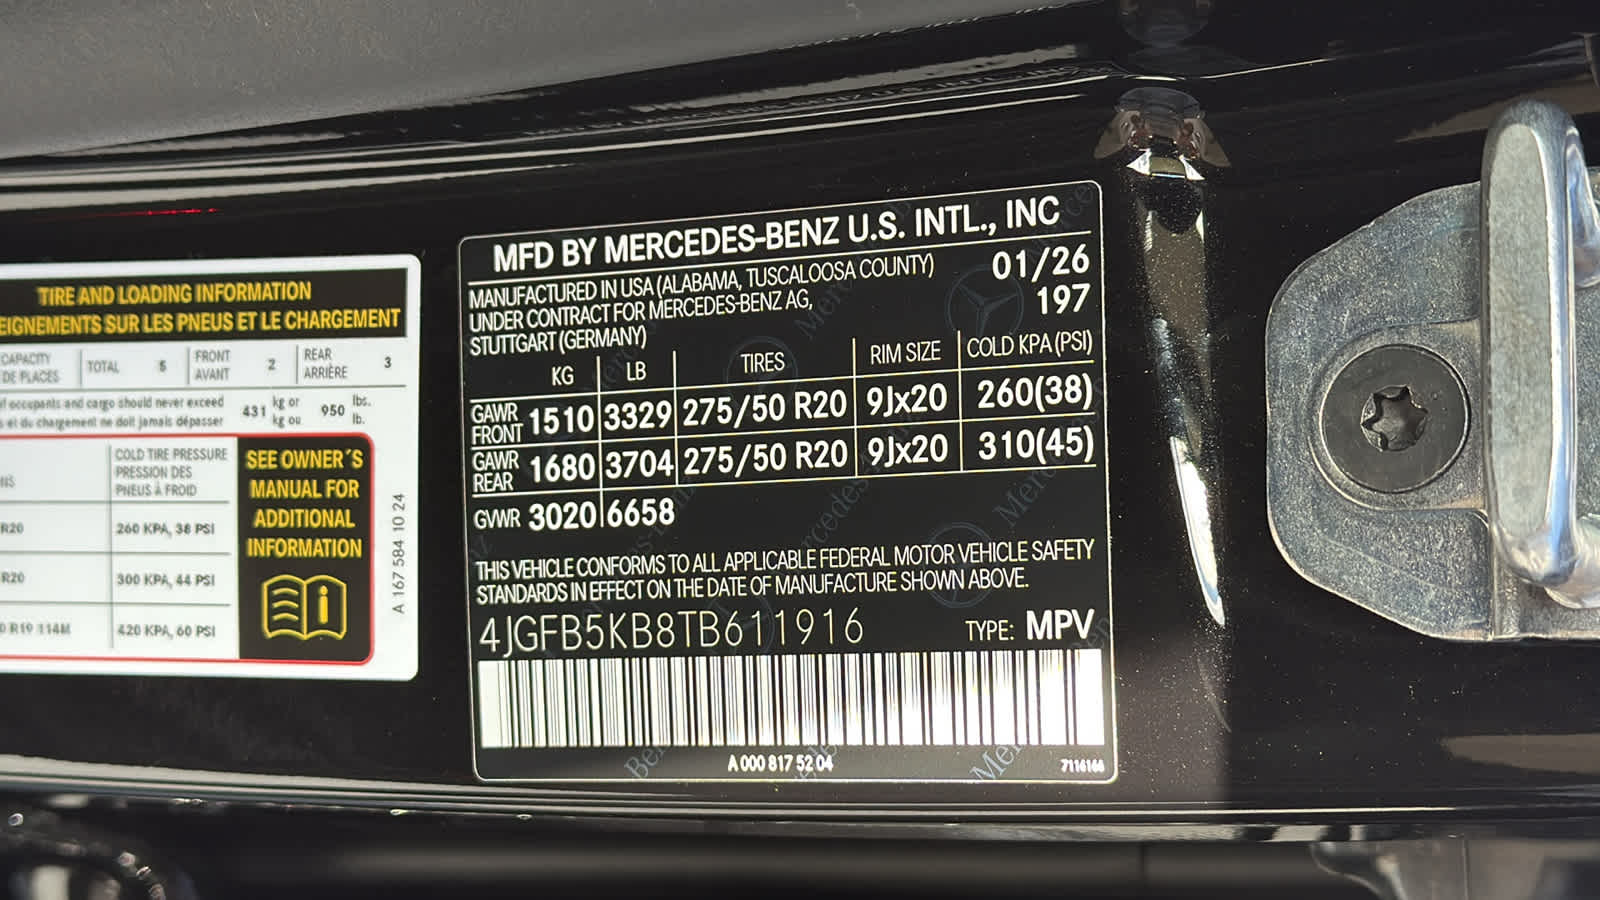 TIRE AND LOADING INFORMATION
EIGNEMENTS SUR LES PNEUS ET LE CHARGEMENT
CAPACITY
DE PLACES
TOTAL 5
FRONT
AVANT 2
REAR
ARRIÈRE 3
occupants and cargo should never exceed
et du chargement ne doit jamais dépasser
431 kg or
kg ou
950 lbs.
lb.
NS
COLD TIRE PRESSURE
PRESSION DES
PNEUS À FROID
R20 260 KPA, 38 PSI
R20 300 KPA, 44 PSI
R19 114M 420 KPA, 60 PSI
SEE OWNER´S
MANUAL FOR
ADDITIONAL
INFORMATION
A 167 584 10 24
MFD BY MERCEDES-BENZ U.S. INTL., INC
MANUFACTURED IN USA (ALABAMA, TUSCALOOSA COUNTY)
UNDER CONTRACT FOR MERCEDES-BENZ AG,
STUTTGART (GERMANY)
01/26
197
KG LB TIRES RIM SIZE COLD KPA (PSI)
GAWR
FRONT 1510 3329 275/50 R20 9Jx20 260(38)
GAWR
REAR 1680 3704 275/50 R20 9Jx20 310(45)
GVWR 3020 6658
THIS VEHICLE CONFORMS TO ALL APPLICABLE FEDERAL MOTOR VEHICLE SAFETY
STANDARDS IN EFFECT ON THE DATE OF MANUFACTURE SHOWN ABOVE.
4JGFB5KB8TB611916 TYPE: MPV
A 000 817 52 04
7116166